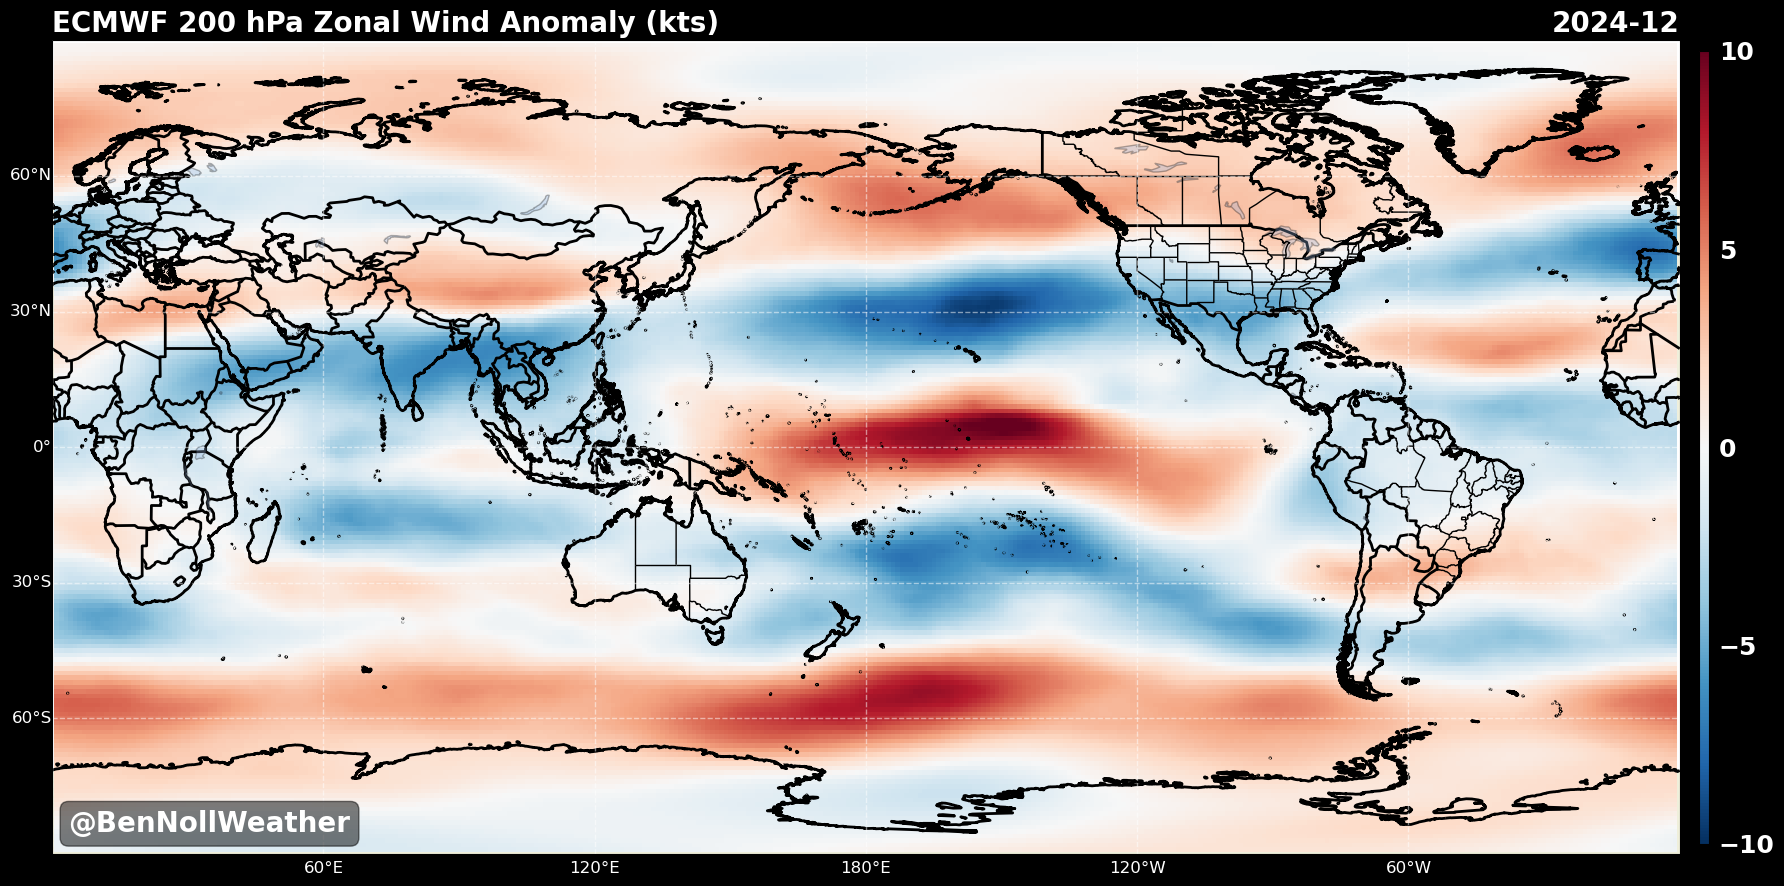 ECMWF 200 hPa Zonal Wind Anomaly (kts)
2024-12
10
5
0
−5
−10
60°N
30°N
0°
30°S
60°S
60°E
120°E
180°E
120°W
60°W
@BenNollWeather